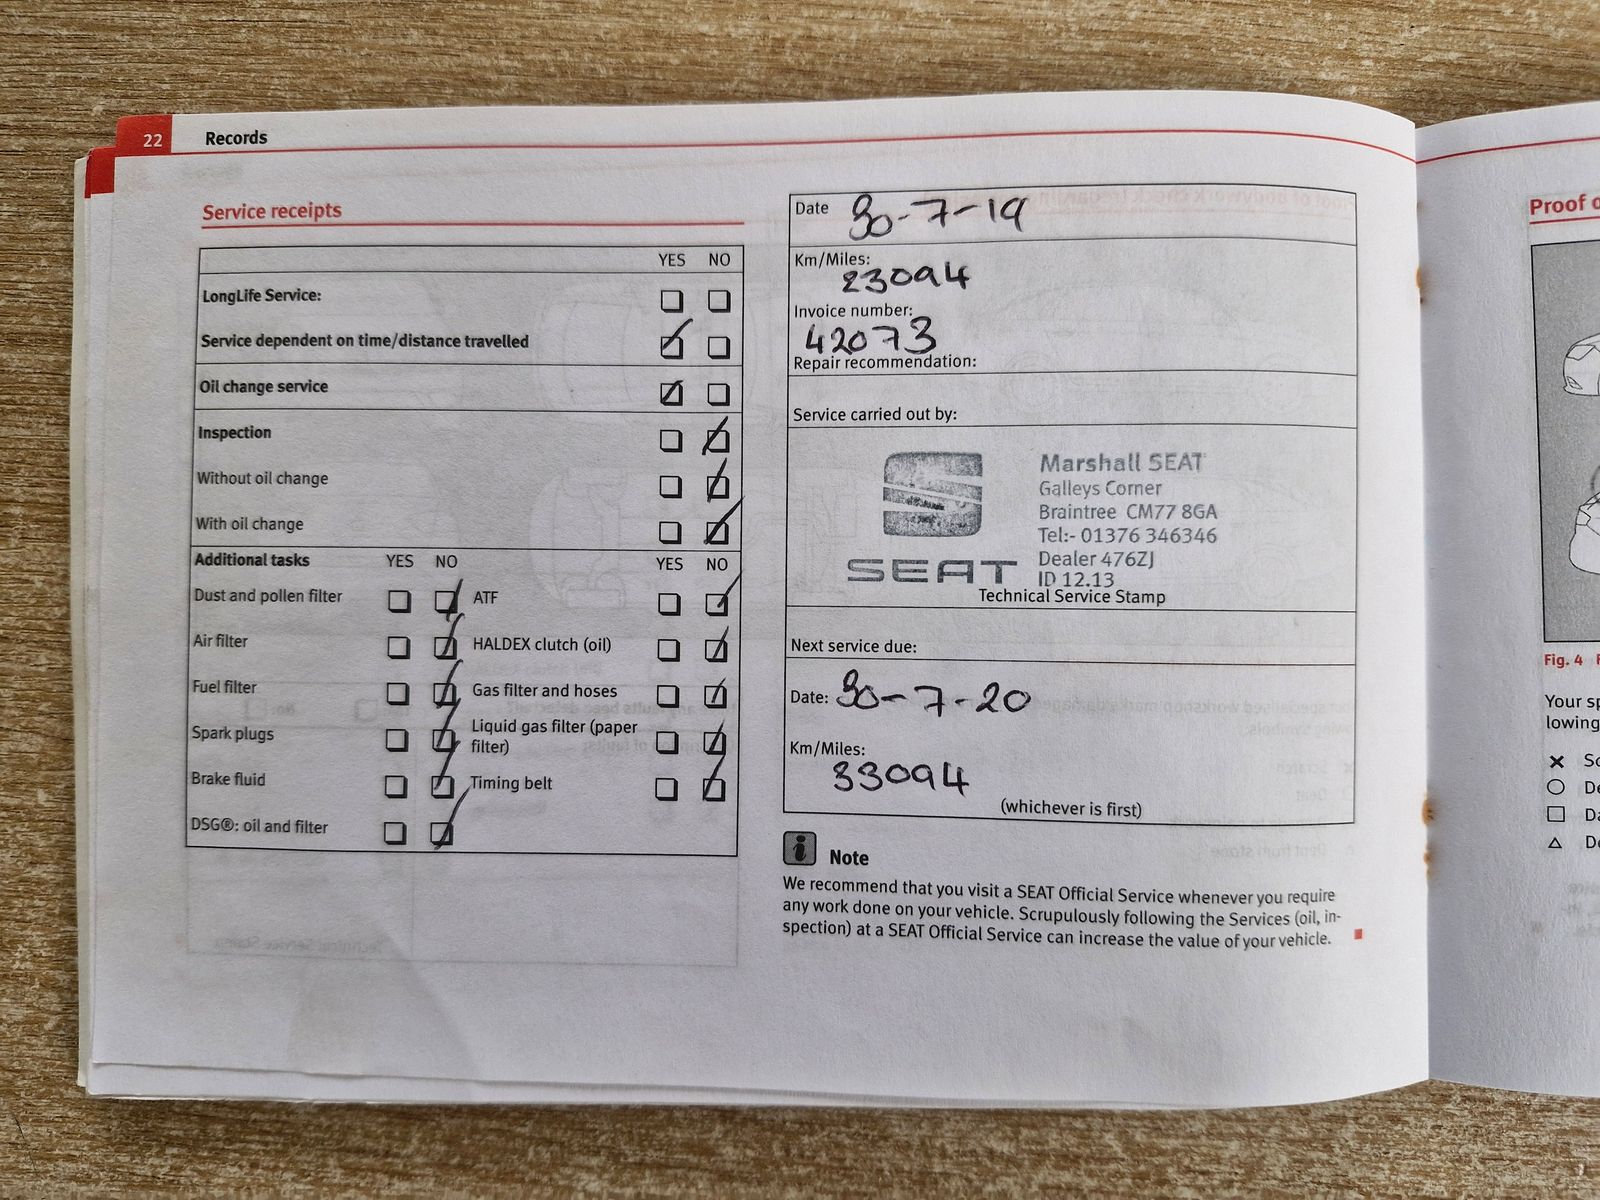 22 Records
Service receipts
YES NO
LongLife Service:
Service dependent on time/distance travelled
Oil change service
Inspection
Without oil change
With oil change
Additional tasks YES NO YES NO
Dust and pollen filter ATF
Air filter HALDEX clutch (oil)
Fuel filter Gas filter and hoses
Spark plugs Liquid gas filter (paper
filter)
Brake fluid Timing belt
DSG®: oil and filter
Date 30-7-19
Km/Miles:
23094
Invoice number:
42073
Repair recommendation:
Service carried out by:
Marshall SEAT
Galleys Corner
Braintree CM77 8GA
Tel:- 01376 346346
Dealer 476ZJ
SEAT ID 12.13
Technical Service Stamp
Next service due:
Date: 30-7-20
Km/Miles:
33094
(whichever is first)
Note
We recommend that you visit a SEAT Official Service whenever you require
any work done on your vehicle. Scrupulously following the Services (oil, in-
spection) at a SEAT Official Service can increase the value of your vehicle.
Proof
Fig. 4
Your
lowing